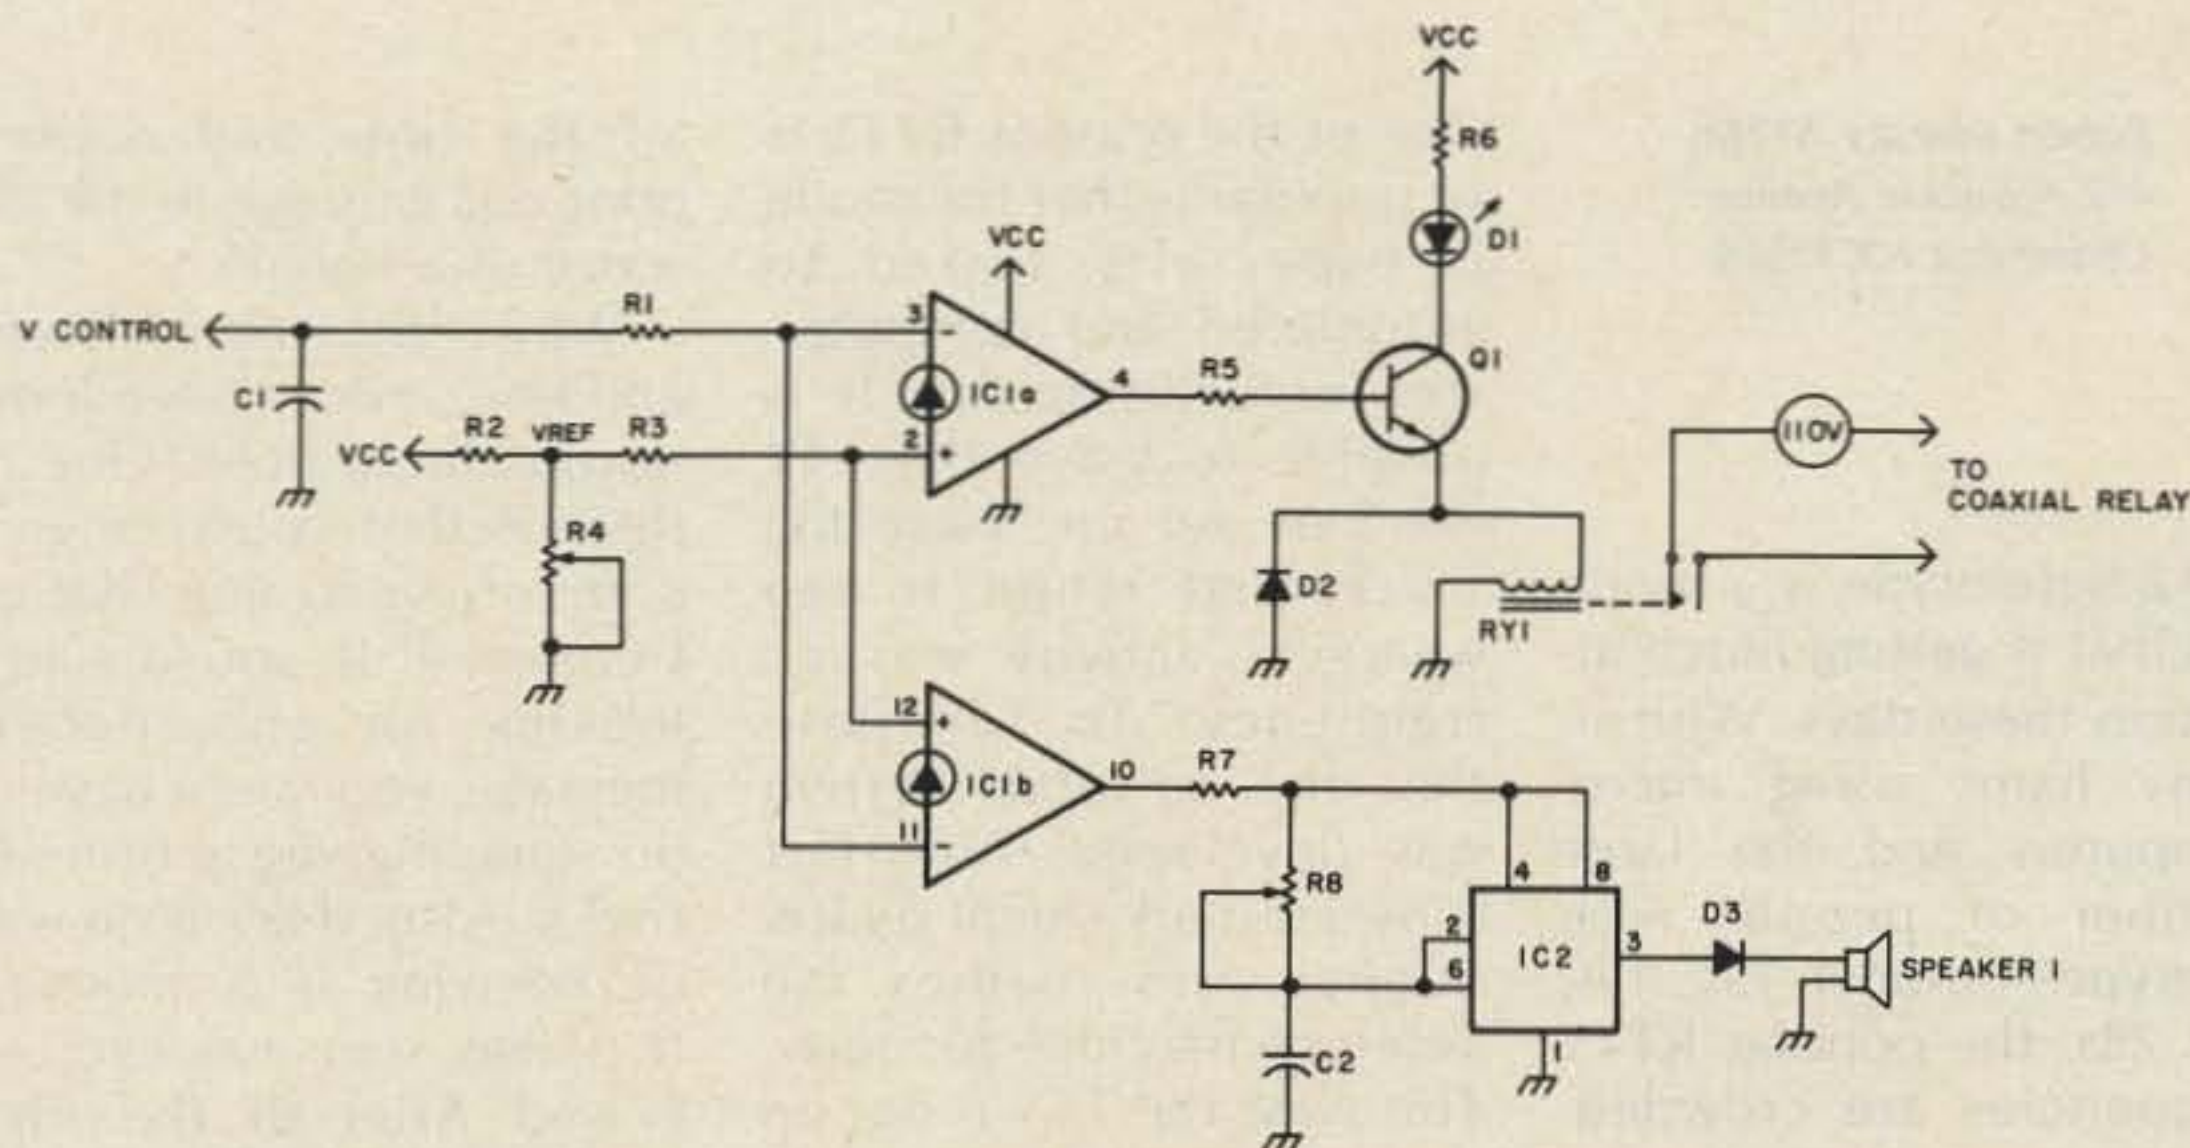 VCC
R6
D1
VCC
V CONTROL
R1
3
-
IC1a
4
R5
Q1
C1
VCC
R2
VREF
R3
2
+
110V
TO
COAXIAL RELAY
R4
D2
RY1
12
+
IC1b
10
R7
11
-
R8
4
8
2
6
IC2
3
D3
SPEAKER 1
1
C2